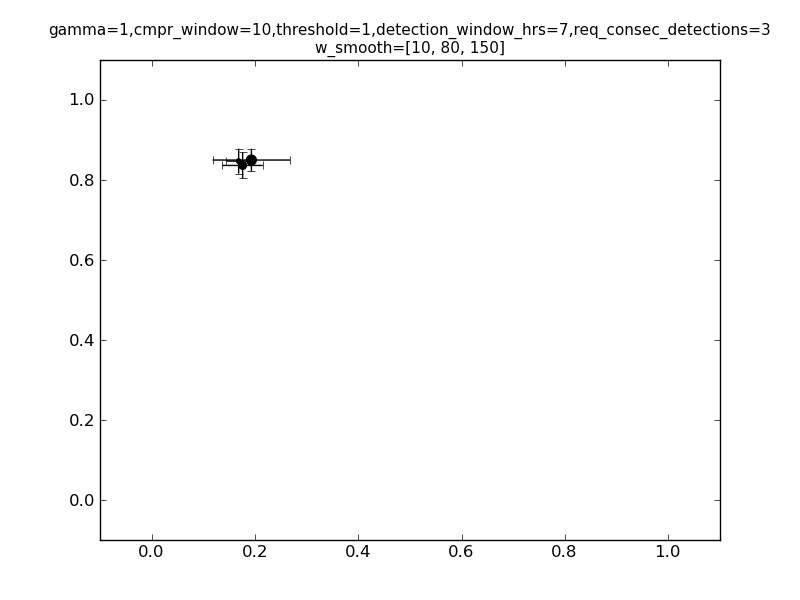 gamma=1,cmpr_window=10,threshold=1,detection_window_hrs=7,req_consec_detections=3
w_smooth=[10, 80, 150]
1.0
0.8
0.6
0.4
0.2
0.0
0.0 0.2 0.4 0.6 0.8 1.0